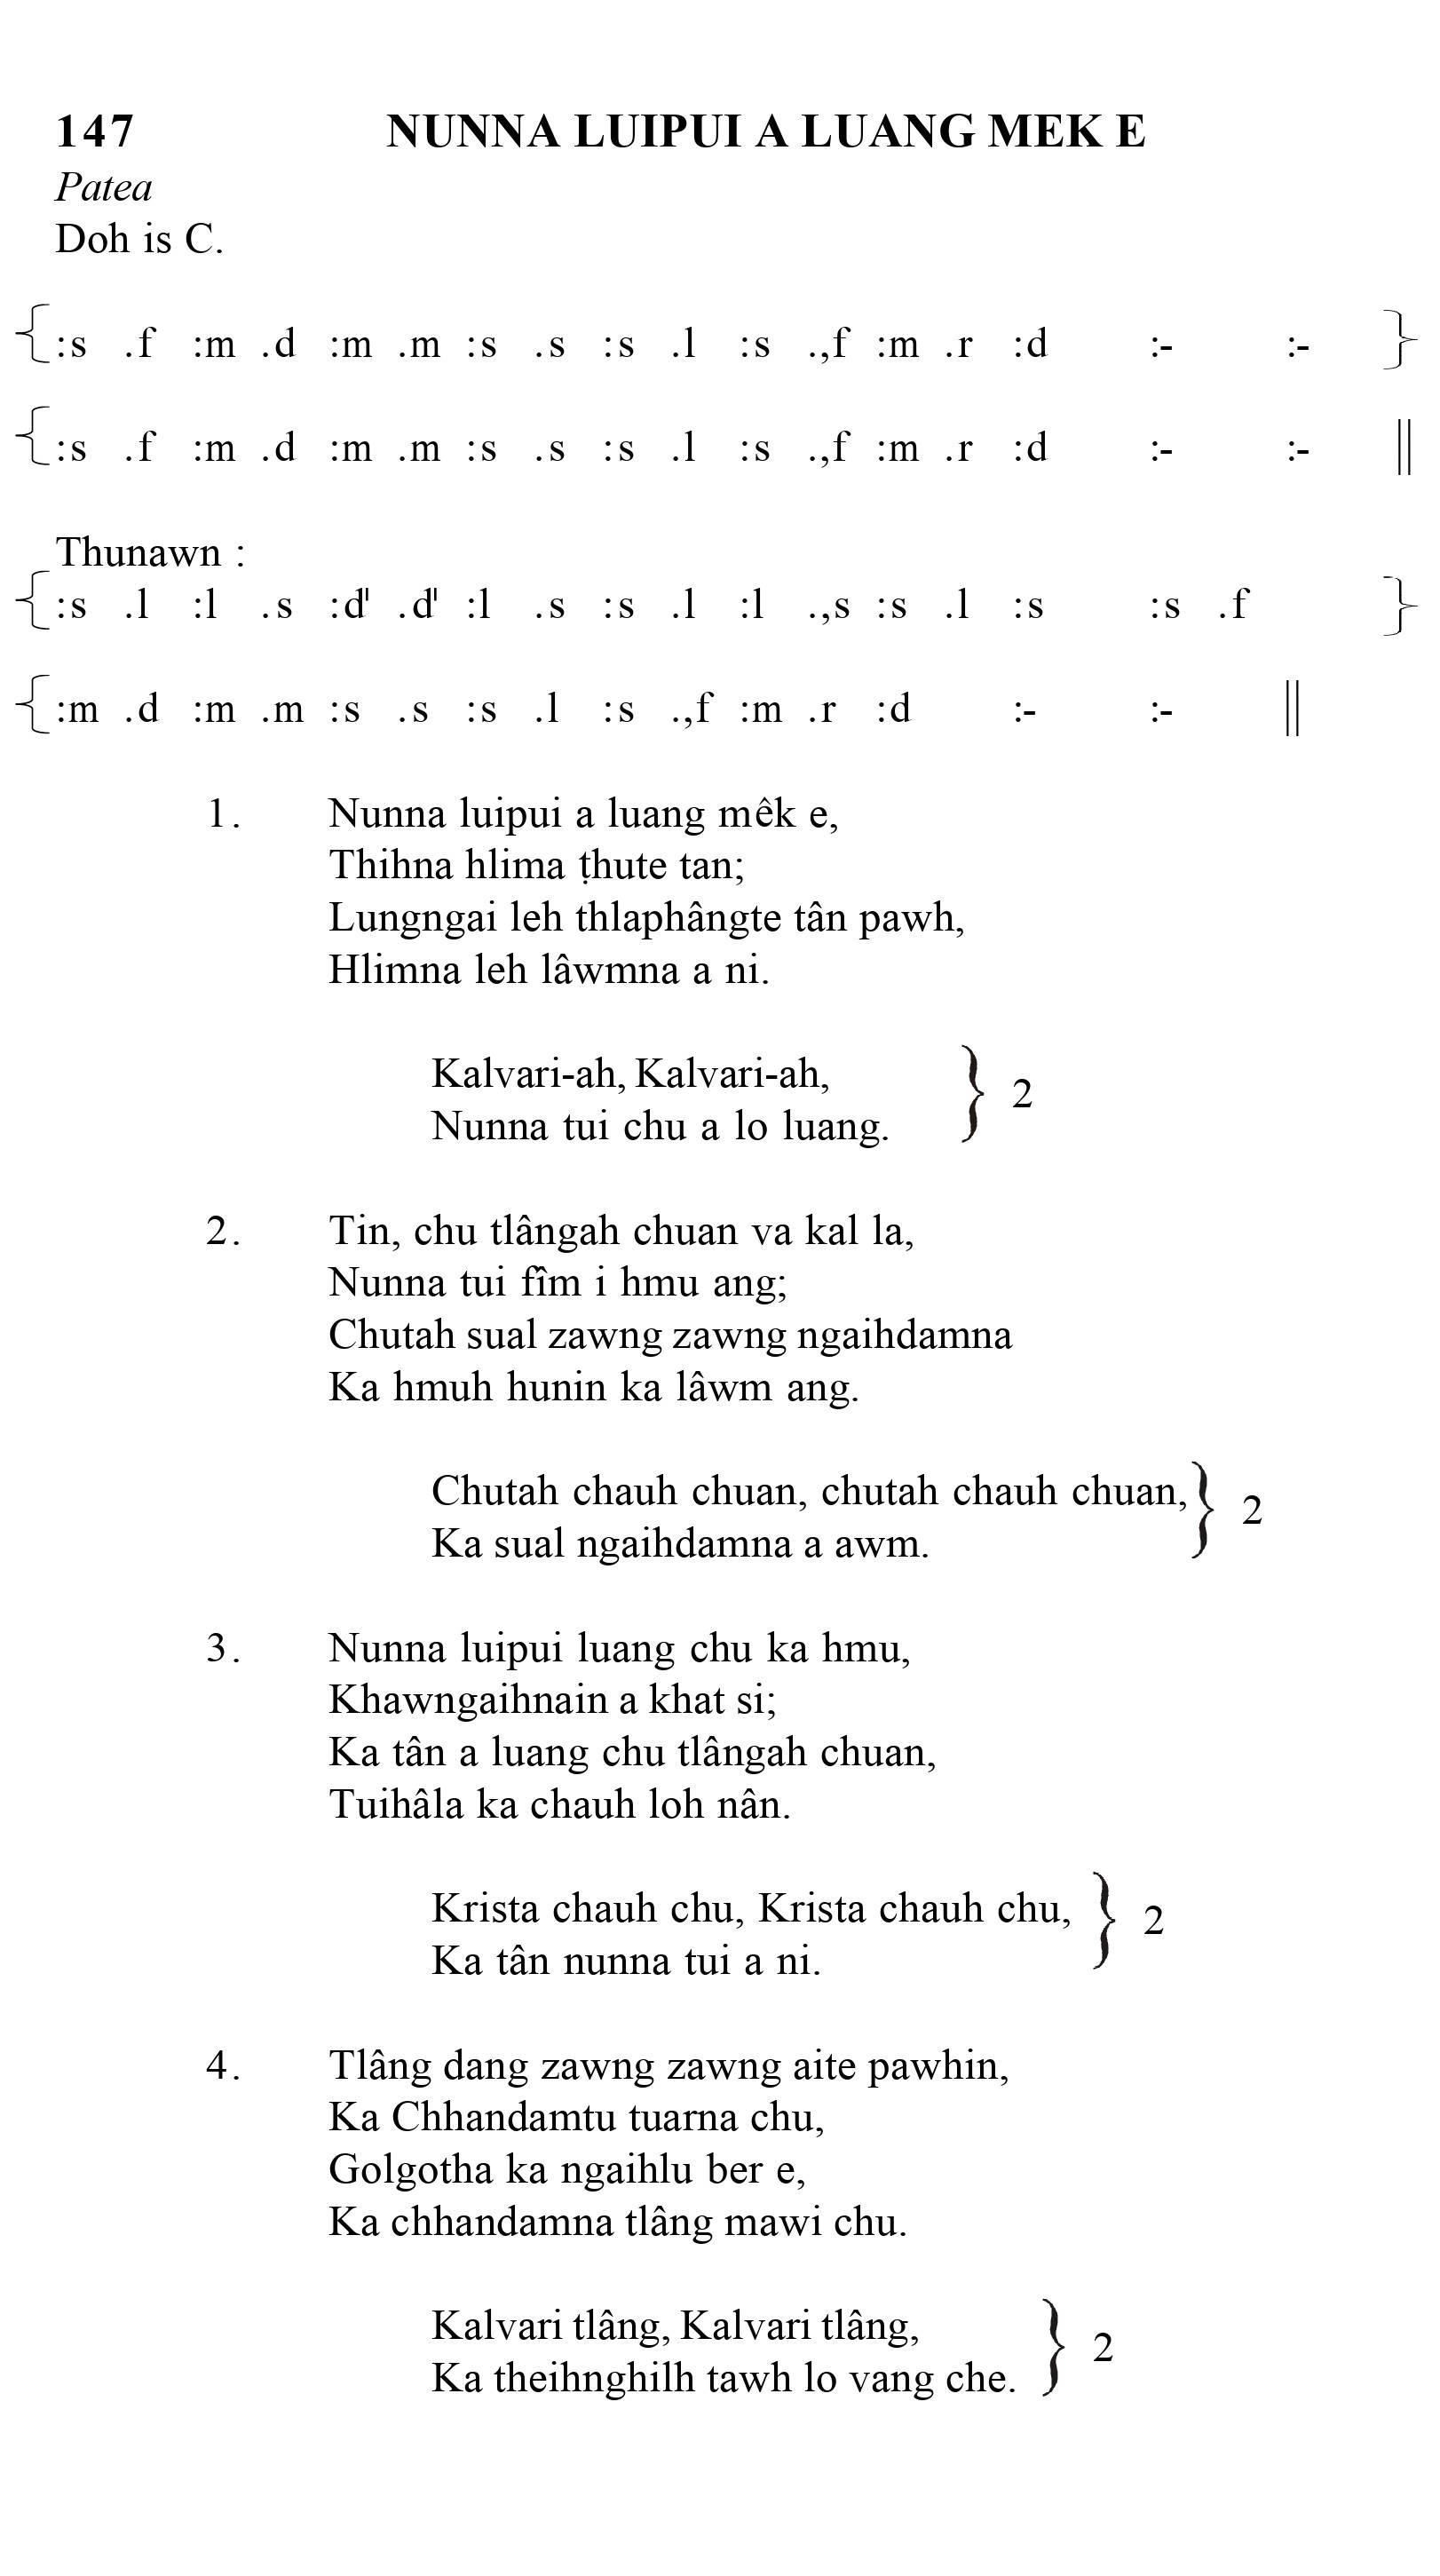 147 NUNNA LUIPUI A LUANG MEK E
Patea
Doh is C.
{:s .f :m .d :m .m :s .s :s .l :s .,f :m .r :d :- :- }
{:s .f :m .d :m .m :s .s :s .l :s .,f :m .r :d :- :- ||
Thunawn :
{:s .l :l .s :d' .d' :l .s :s .l :l .,s :s .l :s :s .f }
{:m .d :m .m :s .s :s .l :s .,f :m .r :d :- :- ||
1. Nunna luipui a luang mêk e,
Thihna hlima ṭhute tan;
Lungngai leh thlaphângte tân pawh,
Hlimna leh lâwmna a ni.
Kalvari-ah, Kalvari-ah,
Nunna tui chu a lo luang. } 2
2. Tin, chu tlângah chuan va kal la,
Nunna tui fîm i hmu ang;
Chutah sual zawng zawng ngaihdamna
Ka hmuh hunin ka lâwm ang.
Chutah chauh chuan, chutah chauh chuan,
Ka sual ngaihdamna a awm. } 2
3. Nunna luipui luang chu ka hmu,
Khawngaihnain a khat si;
Ka tân a luang chu tlângah chuan,
Tuihâla ka chauh loh nân.
Krista chauh chu, Krista chauh chu,
Ka tân nunna tui a ni. } 2
4. Tlâng dang zawng zawng aite pawhin,
Ka Chhandamtu tuarna chu,
Golgotha ka ngaihlu ber e,
Ka chhandamna tlâng mawi chu.
Kalvari tlâng, Kalvari tlâng,
Ka theihnghilh tawh lo vang che. } 2